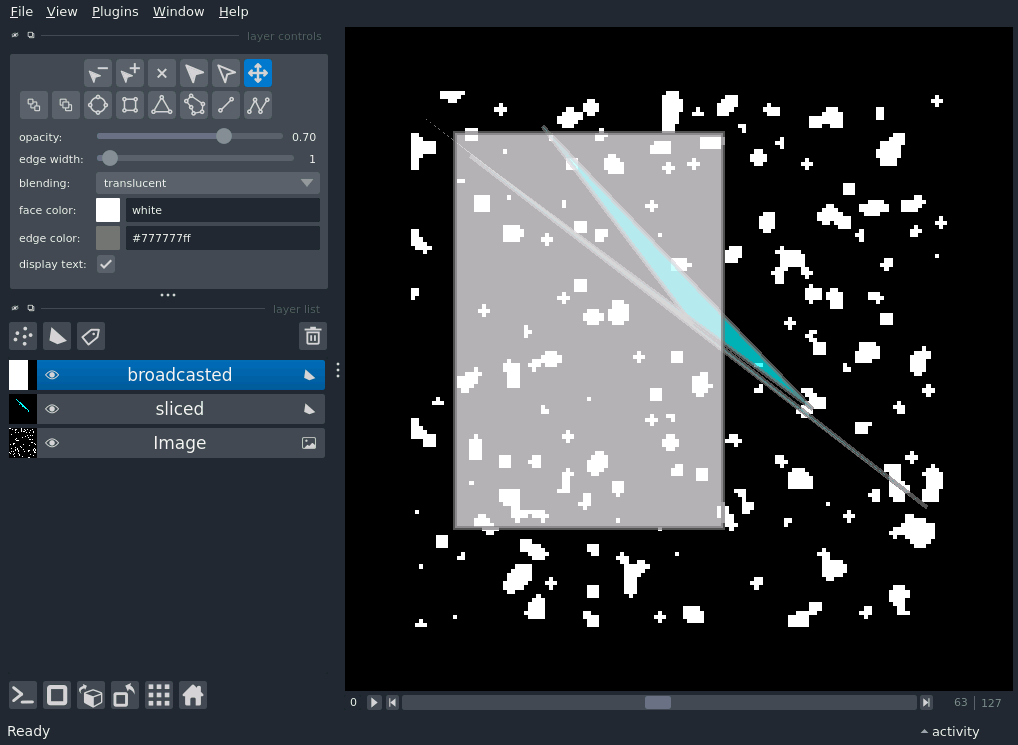 File View Plugins Window Help
layer controls
opacity: 0.70
edge width: 1
blending: translucent
face color: white
edge color: #777777ff
display text:
layer list
broadcasted
sliced
Image
0 63 127
Ready activity